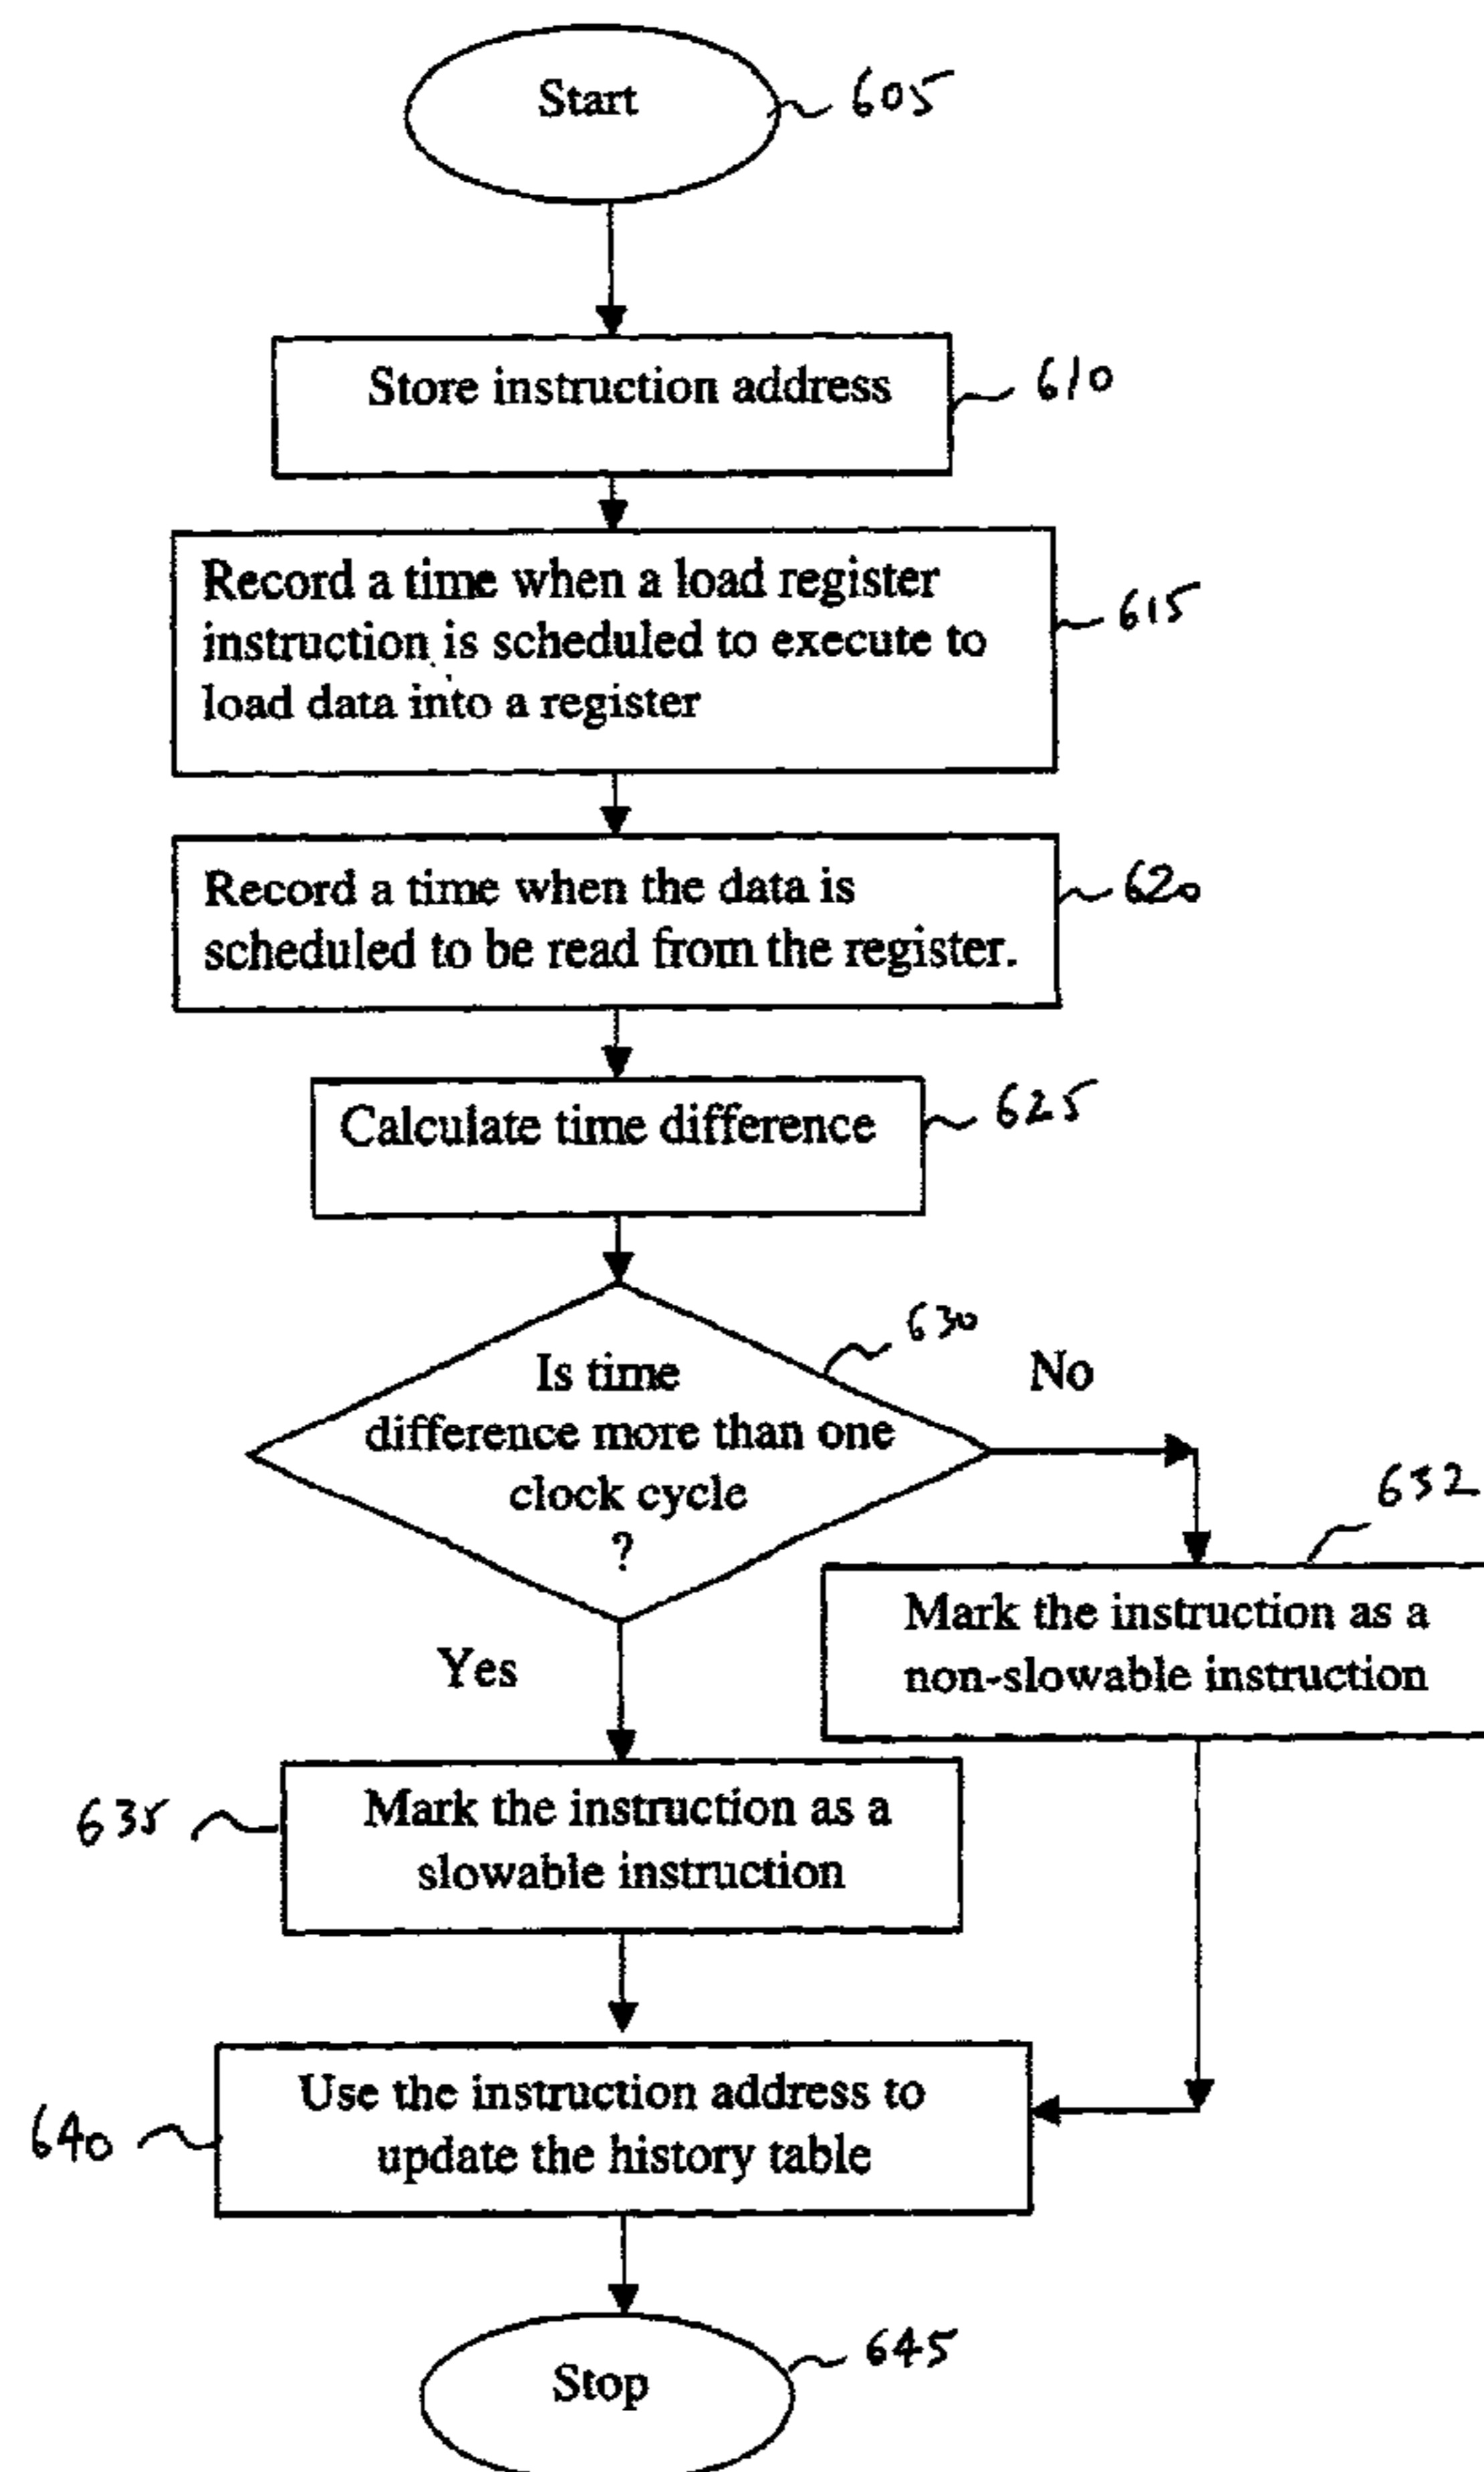 Start
605
Store instruction address
610
Record a time when a load register
instruction is scheduled to execute to
load data into a register
615
Record a time when the data is
scheduled to be read from the register.
620
Calculate time difference
625
630
Is time
difference more than one
clock cycle
?
No
632
Mark the instruction as a
non-slowable instruction
Yes
635
Mark the instruction as a
slowable instruction
640
Use the instruction address to
update the history table
Stop
645